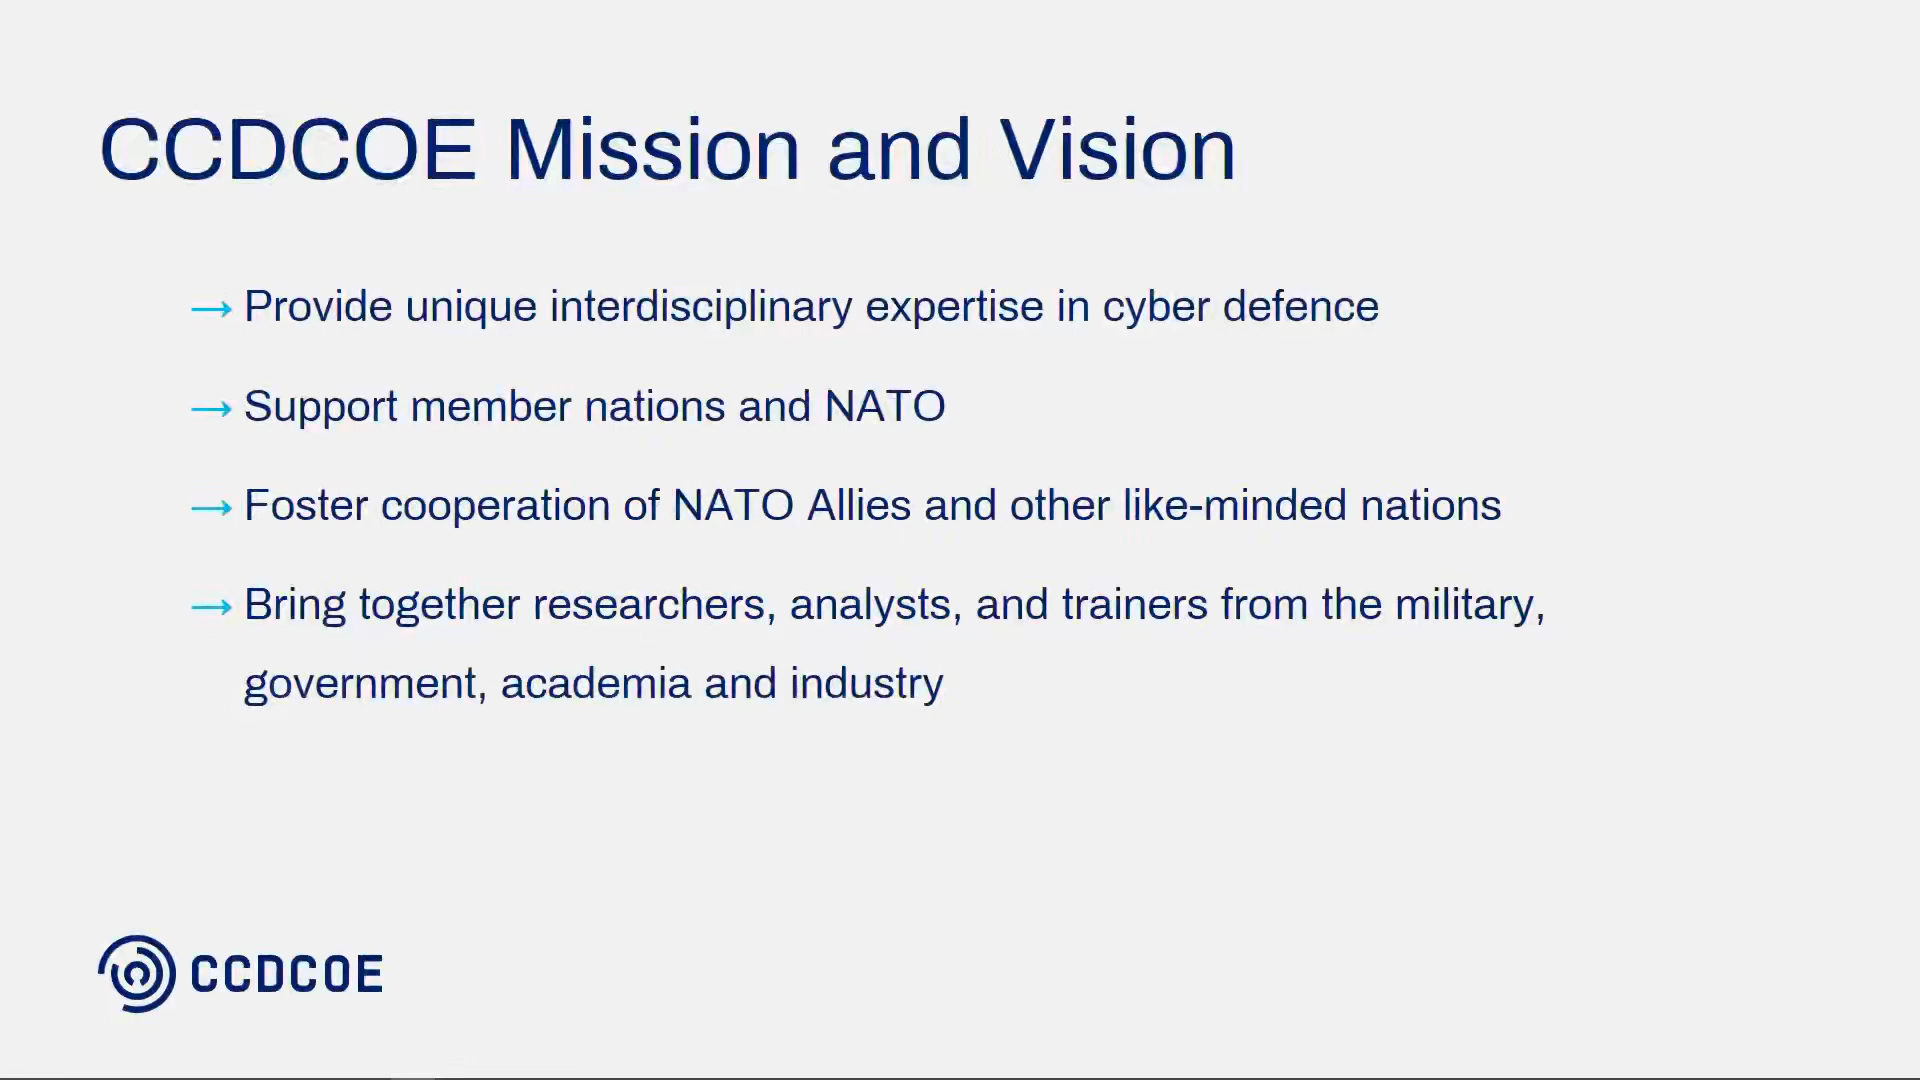 CCDCOE Mission and Vision
→ Provide unique interdisciplinary expertise in cyber defence
→ Support member nations and NATO
→ Foster cooperation of NATO Allies and other like-minded nations
→ Bring together researchers, analysts, and trainers from the military,
government, academia and industry
CCDCOE